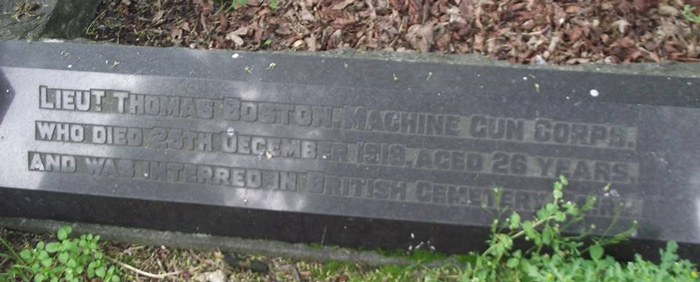 LIEUT THOMAS BOSTON, MACHINE GUN CORPS.
WHO DIED 25TH DECEMBER 1918, AGED 26 YEARS,
AND WAS INTERRED IN BRITISH CEMETERY